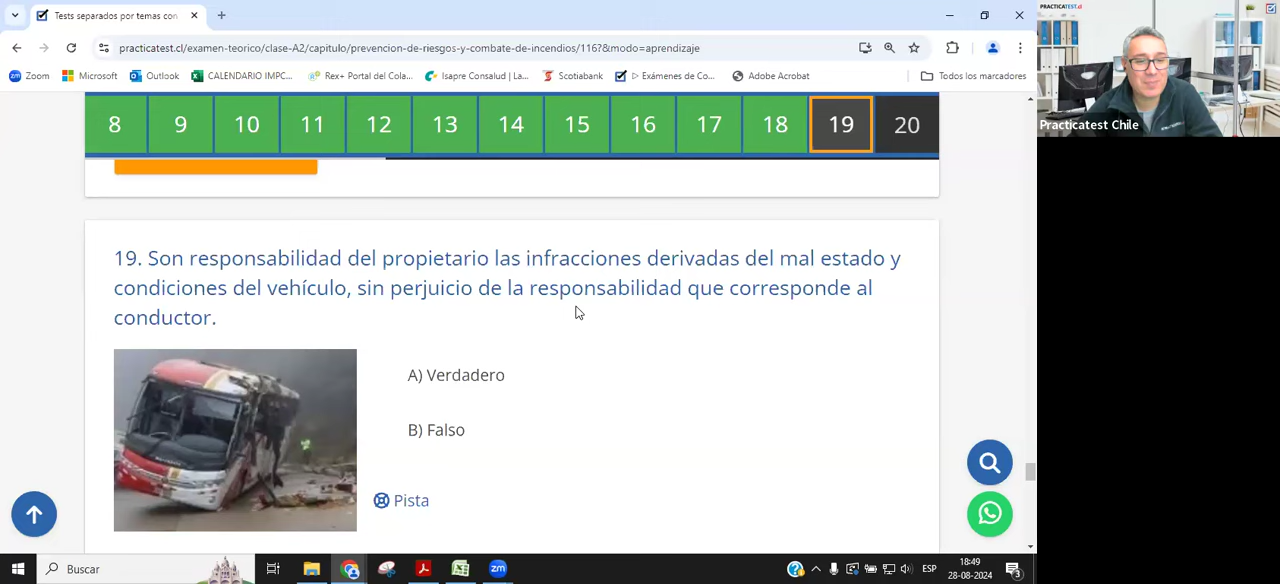 Tests separados por temas con
practicatest.cl/examen-teorico/clase-A2/capitulo/prevencion-de-riesgos-y-combate-de-incendios/116?&modo=aprendizaje
Zoom
Microsoft
Outlook
CALENDARIO IMPC...
Rex+ Portal del Cola...
Isapre Consalud | La...
Scotiabank
▷ Exámenes de Co...
Adobe Acrobat
Todos los marcadores
PRACTICATEST.cl
Practicatest Chile
8 9 10 11 12 13 14 15 16 17 18 19 20
19. Son responsabilidad del propietario las infracciones derivadas del mal estado y
condiciones del vehículo, sin perjuicio de la responsabilidad que corresponde al
conductor.
A) Verdadero
B) Falso
Pista
Buscar
ESP
18:49
28-08-2024
3